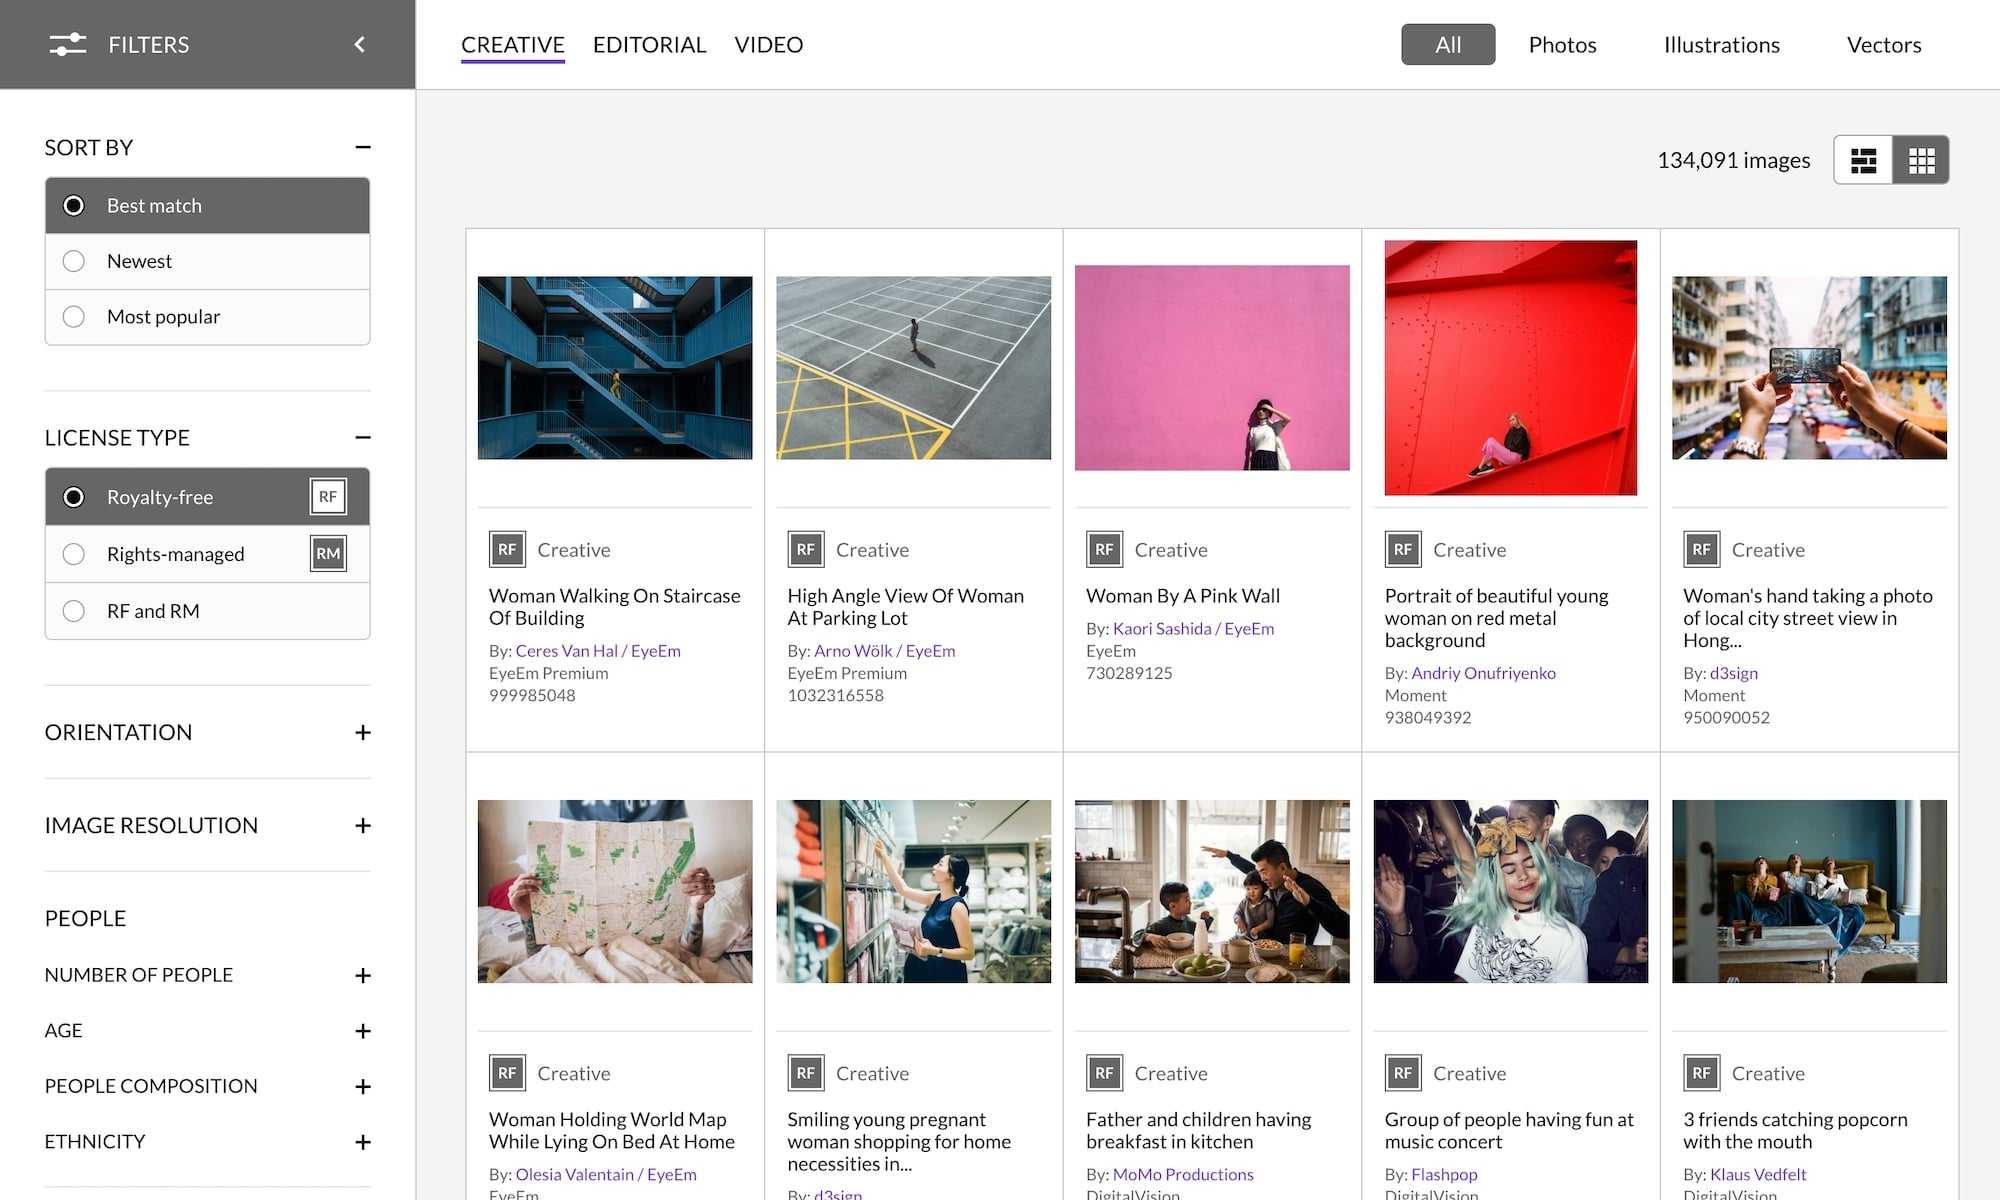 FILTERS
CREATIVE EDITORIAL VIDEO
All Photos Illustrations Vectors
SORT BY
Best match
Newest
Most popular
LICENSE TYPE
Royalty-free RF
Rights-managed RM
RF and RM
ORIENTATION
IMAGE RESOLUTION
PEOPLE
NUMBER OF PEOPLE
AGE
PEOPLE COMPOSITION
ETHNICITY
134,091 images
RF Creative
Woman Walking On Staircase
Of Building
By: Ceres Van Hal / EyeEm
EyeEm Premium
999985048
RF Creative
High Angle View Of Woman
At Parking Lot
By: Arno Wölk / EyeEm
EyeEm Premium
1032316558
RF Creative
Woman By A Pink Wall
By: Kaori Sashida / EyeEm
EyeEm
730289125
RF Creative
Portrait of beautiful young
woman on red metal
background
By: Andriy Onufriyenko
Moment
938049392
RF Creative
Woman's hand taking a photo
of local city street view in
Hong...
By: d3sign
Moment
950090052
RF Creative
Woman Holding World Map
While Lying On Bed At Home
By: Olesia Valentain / EyeEm
EyeEm
RF Creative
Smiling young pregnant
woman shopping for home
necessities in...
By: d3sign
RF Creative
Father and children having
breakfast in kitchen
By: MoMo Productions
DigitalVision
RF Creative
Group of people having fun at
music concert
By: Flashpop
DigitalVision
RF Creative
3 friends catching popcorn
with the mouth
By: Klaus Vedfelt
DigitalVision